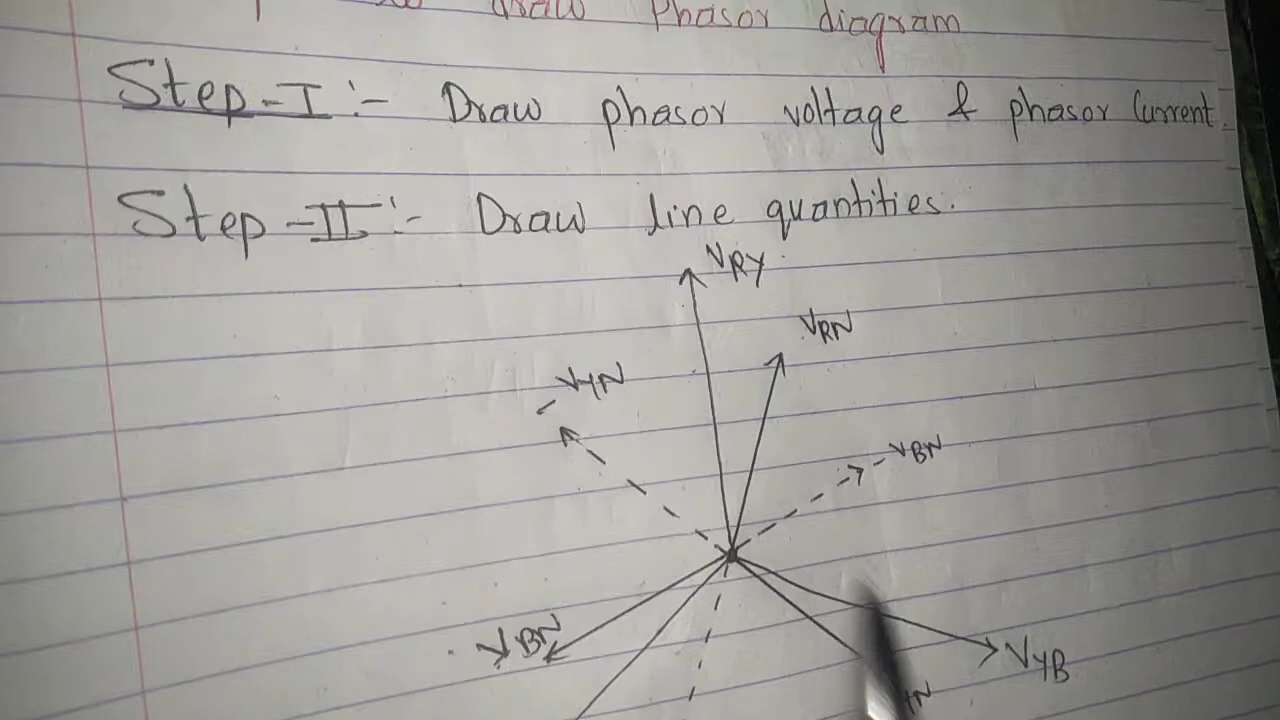 draw Phasor diagram
Step-I :- Draw phasor voltage & phasor Current.
Step-II :- Draw line quantities.
VRY
VRN
-VYN
-VBN
VBN
VYB